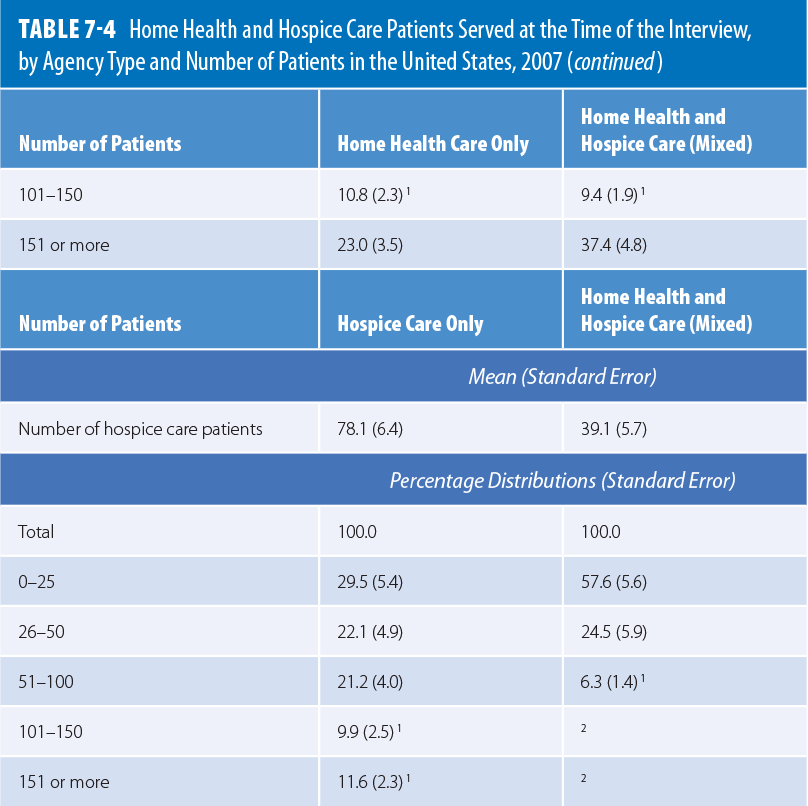 TABLE 7-4 Home Health and Hospice Care Patients Served at the Time of the Interview,
by Agency Type and Number of Patients in the United States, 2007 (continued)
Number of Patients Home Health Care Only Home Health and
Hospice Care (Mixed)
101–150 10.8 (2.3) ¹ 9.4 (1.9) ¹
151 or more 23.0 (3.5) 37.4 (4.8)
Number of Patients Hospice Care Only Home Health and
Hospice Care (Mixed)
Mean (Standard Error)
Number of hospice care patients 78.1 (6.4) 39.1 (5.7)
Percentage Distributions (Standard Error)
Total 100.0 100.0
0–25 29.5 (5.4) 57.6 (5.6)
26–50 22.1 (4.9) 24.5 (5.9)
51–100 21.2 (4.0) 6.3 (1.4) ¹
101–150 9.9 (2.5) ¹ ²
151 or more 11.6 (2.3) ¹ ²